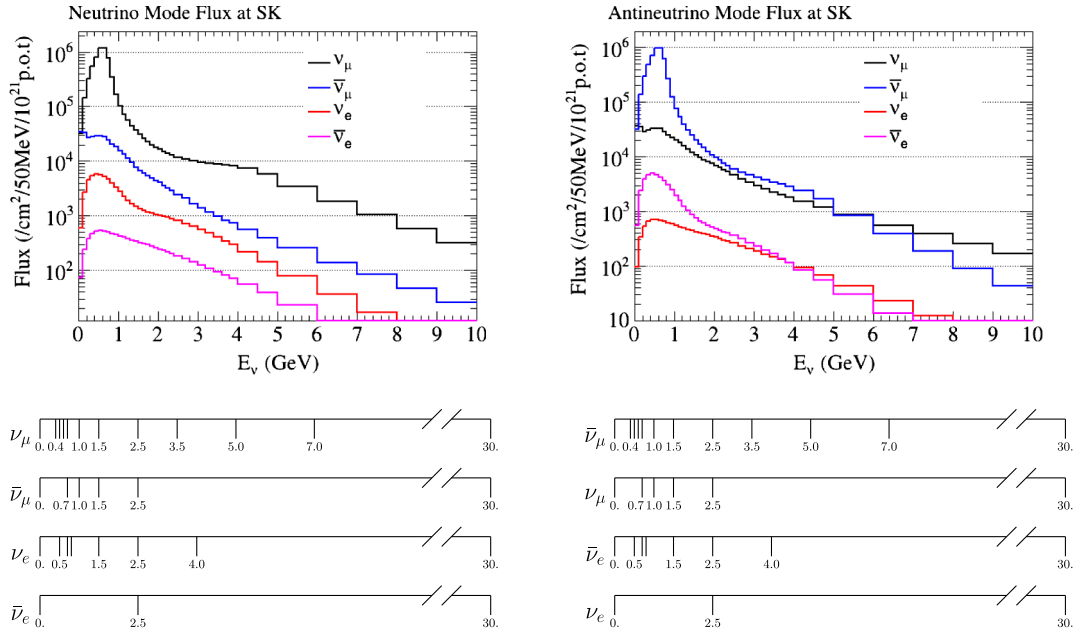 Neutrino Mode Flux at SK
Flux (/cm²/50MeV/10²¹p.o.t)
10⁶
10⁵
10⁴
10³
10²
ν_μ
ν̄_μ
ν_e
ν̄_e
0 1 2 3 4 5 6 7 8 9 10
E_ν (GeV)
Antineutrino Mode Flux at SK
Flux (/cm²/50MeV/10²¹p.o.t)
10⁶
10⁵
10⁴
10³
10²
10
ν_μ
ν̄_μ
ν_e
ν̄_e
0 1 2 3 4 5 6 7 8 9 10
E_ν (GeV)
ν_μ
0. 0.4 1.0 1.5 2.5 3.5 5.0 7.0 30.
ν̄_μ
0. 0.7 1.0 1.5 2.5 30.
ν_e
0. 0.5 1.5 2.5 4.0 30.
ν̄_e
0. 2.5 30.
ν̄_μ
0. 0.4 1.0 1.5 2.5 3.5 5.0 7.0 30.
ν_μ
0. 0.7 1.0 1.5 2.5 30.
ν̄_e
0. 0.5 1.5 2.5 4.0 30.
ν_e
0. 2.5 30.